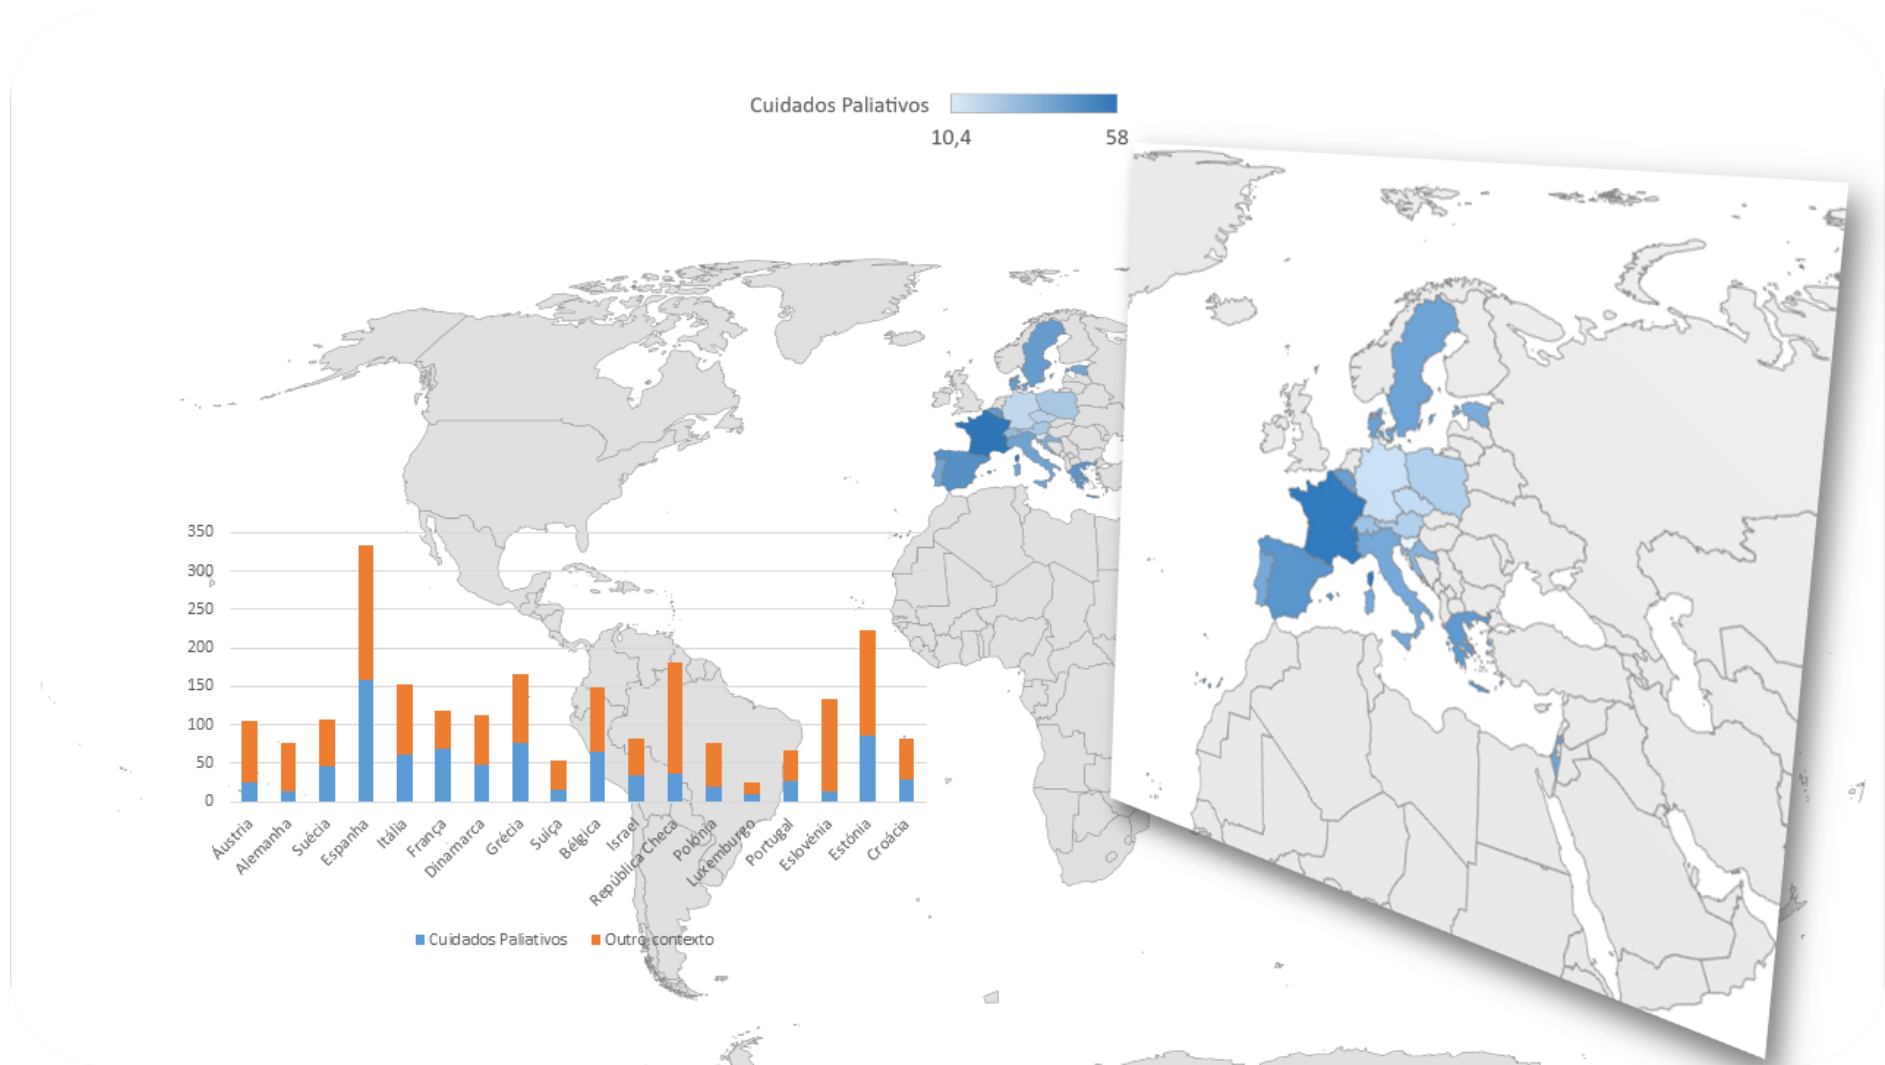 Cuidados Paliativos
10,4 58
350
300
250
200
150
100
50
0
Áustria
Alemanha
Suécia
Espanha
Itália
França
Dinamarca
Grécia
Suíça
Bélgica
Israel
República Checa
Polónia
Luxemburgo
Portugal
Eslovénia
Estónia
Croácia
Cuidados Paliativos Outro contexto